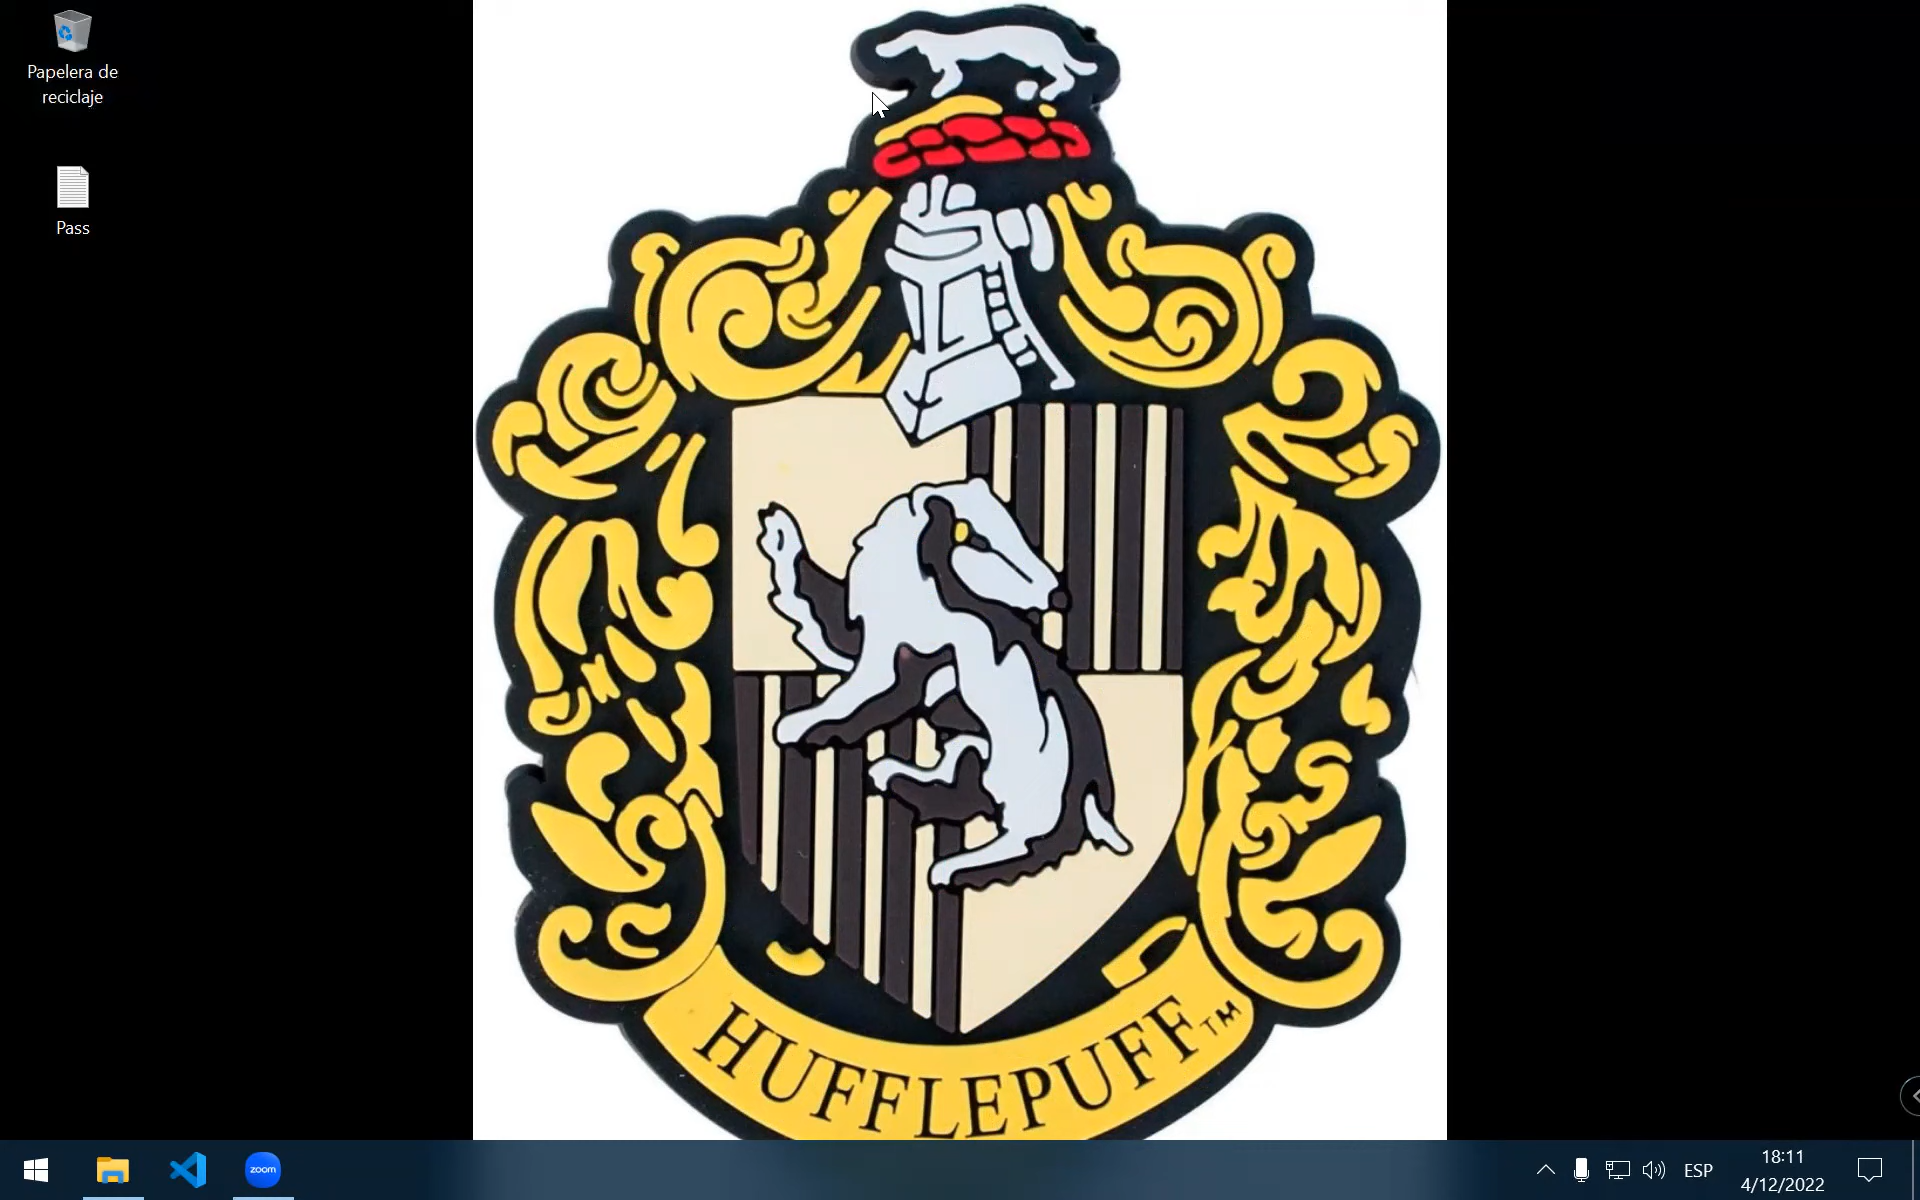 Papelera de
reciclaje
Pass
HUFFLEPUFF™
zoom
ESP
18:11
4/12/2022